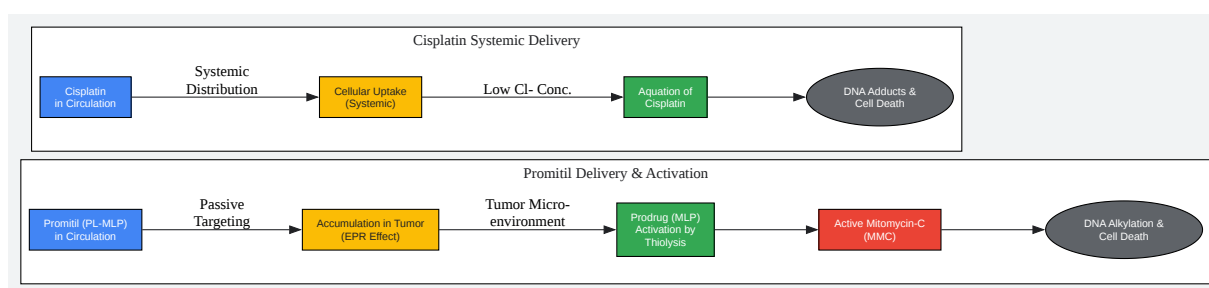 Cisplatin Systemic Delivery
Cisplatin
in Circulation
Systemic
Distribution
Cellular Uptake
(Systemic)
Low Cl- Conc.
Aquation of
Cisplatin
DNA Adducts &
Cell Death
Promitil Delivery & Activation
Promitil (PL-MLP)
in Circulation
Passive
Targeting
Accumulation in Tumor
(EPR Effect)
Tumor Micro-
environment
Prodrug (MLP)
Activation by
Thiolysis
Active Mitomycin-C
(MMC)
DNA Alkylation &
Cell Death